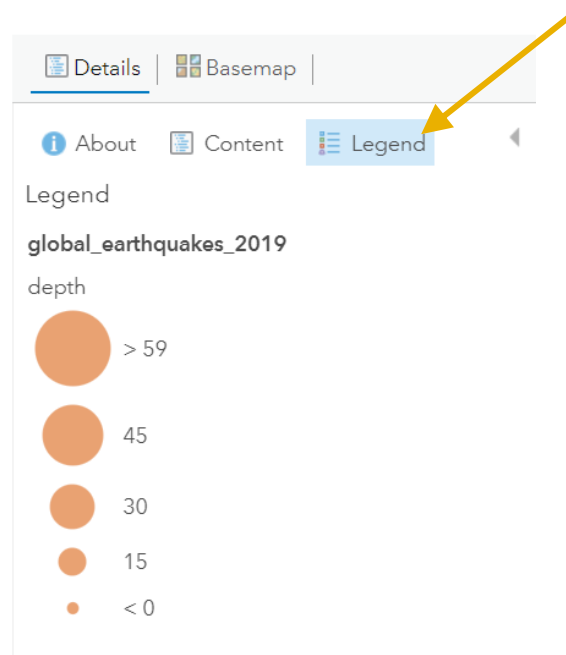 Details | Basemap |
About Content Legend
Legend
global_earthquakes_2019
depth
> 59
45
30
15
< 0